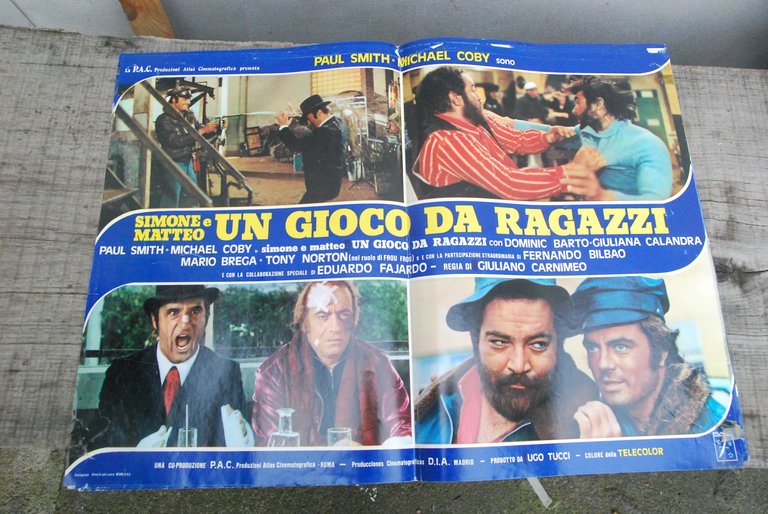 PAUL SMITH - MICHAEL COBY sono
La P.A.C. Produzioni Atlas Cinematografica presenta
SIMONE e MATTEO UN GIOCO DA RAGAZZI
PAUL SMITH - MICHAEL COBY in simone e matteo UN GIOCO DA RAGAZZI con DOMINIC BARTO - GIULIANA CALANDRA
MARIO BREGA - TONY NORTON (nel ruolo di FROU FROU) e con la partecipazione straordinaria di FERNANDO BILBAO
E CON LA COLLABORAZIONE SPECIALE DI EDUARDO FAJARDO - REGIA DI GIULIANO CARNIMEO
UNA CO-PRODUZIONE P.A.C. Produzioni Atlas Cinematografica - ROMA - Producciones Cinematograficas D.I.A. MADRID - PRODOTTO DA UGO TUCCI - COLORE della TELECOLOR